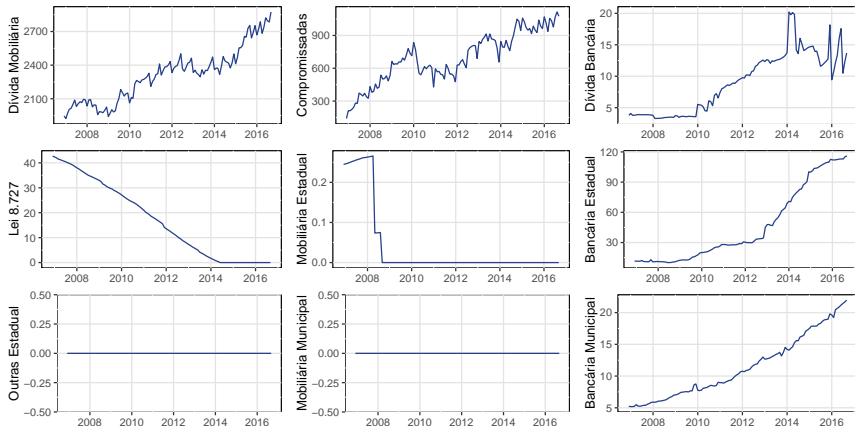 Dívida Mobiliária
2700
2400
2100
2008 2010 2012 2014 2016
Compromissadas
900
600
300
2008 2010 2012 2014 2016
Dívida Bancária
20
15
10
5
2008 2010 2012 2014 2016
Lei 8.727
40
30
20
10
0
2008 2010 2012 2014 2016
Mobiliária Estadual
0.2
0.1
0.0
2008 2010 2012 2014 2016
Bancária Estadual
120
90
60
30
2008 2010 2012 2014 2016
Outras Estadual
0.50
0.25
0.00
−0.25
−0.50
2008 2010 2012 2014 2016
Mobiliária Municipal
0.50
0.25
0.00
−0.25
−0.50
2008 2010 2012 2014 2016
Bancária Municipal
20
15
10
5
2008 2010 2012 2014 2016